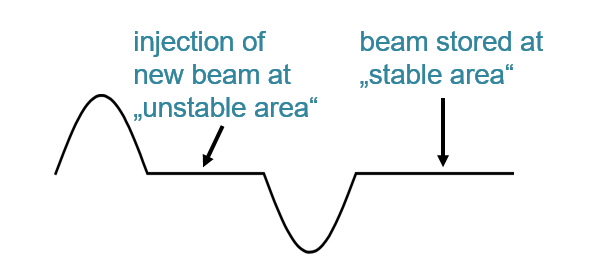 injection of
new beam at
„unstable area“
beam stored at
„stable area“